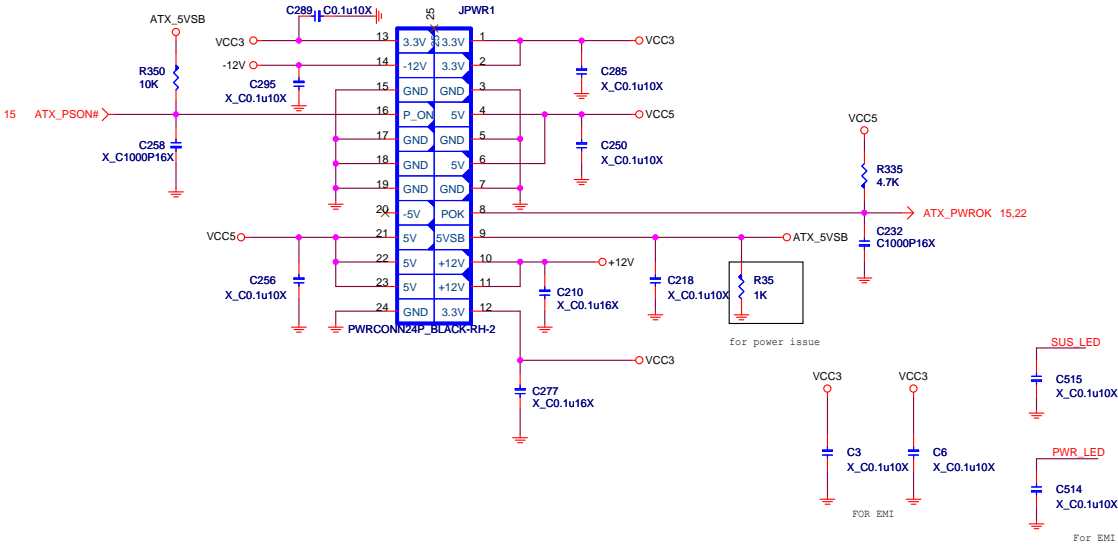 C289 C0.1u10X
25
JPWR1
ATX_5VSB
VCC3
13 3.3V 3.3V 1
25
VCC3
-12V
14 -12V 3.3V 2
R350
10K
C295
X_C0.1u10X
15 GND GND 3
C285
X_C0.1u10X
15 ATX_PSON#
16 P_ON 5V 4
VCC5
VCC5
C258
X_C1000P16X
17 GND GND 5
C250
X_C0.1u10X
18 GND 5V 6
R335
4.7K
19 GND GND 7
20 -5V POK 8
ATX_PWROK 15,22
C232
C1000P16X
VCC5
21 5V 5VSB 9
ATX_5VSB
22 5V +12V 10
+12V
C256
X_C0.1u10X
23 5V +12V 11
C210
X_C0.1u16X
C218
X_C0.1u10X
R35
1K
24 GND 3.3V 12
PWRCONN24P_BLACK-RH-2
for power issue
VCC3
C277
X_C0.1u16X
VCC3
VCC3
SUS_LED
C515
X_C0.1u10X
C3
X_C0.1u10X
C6
X_C0.1u10X
PWR_LED
C514
X_C0.1u10X
FOR EMI
For EMI